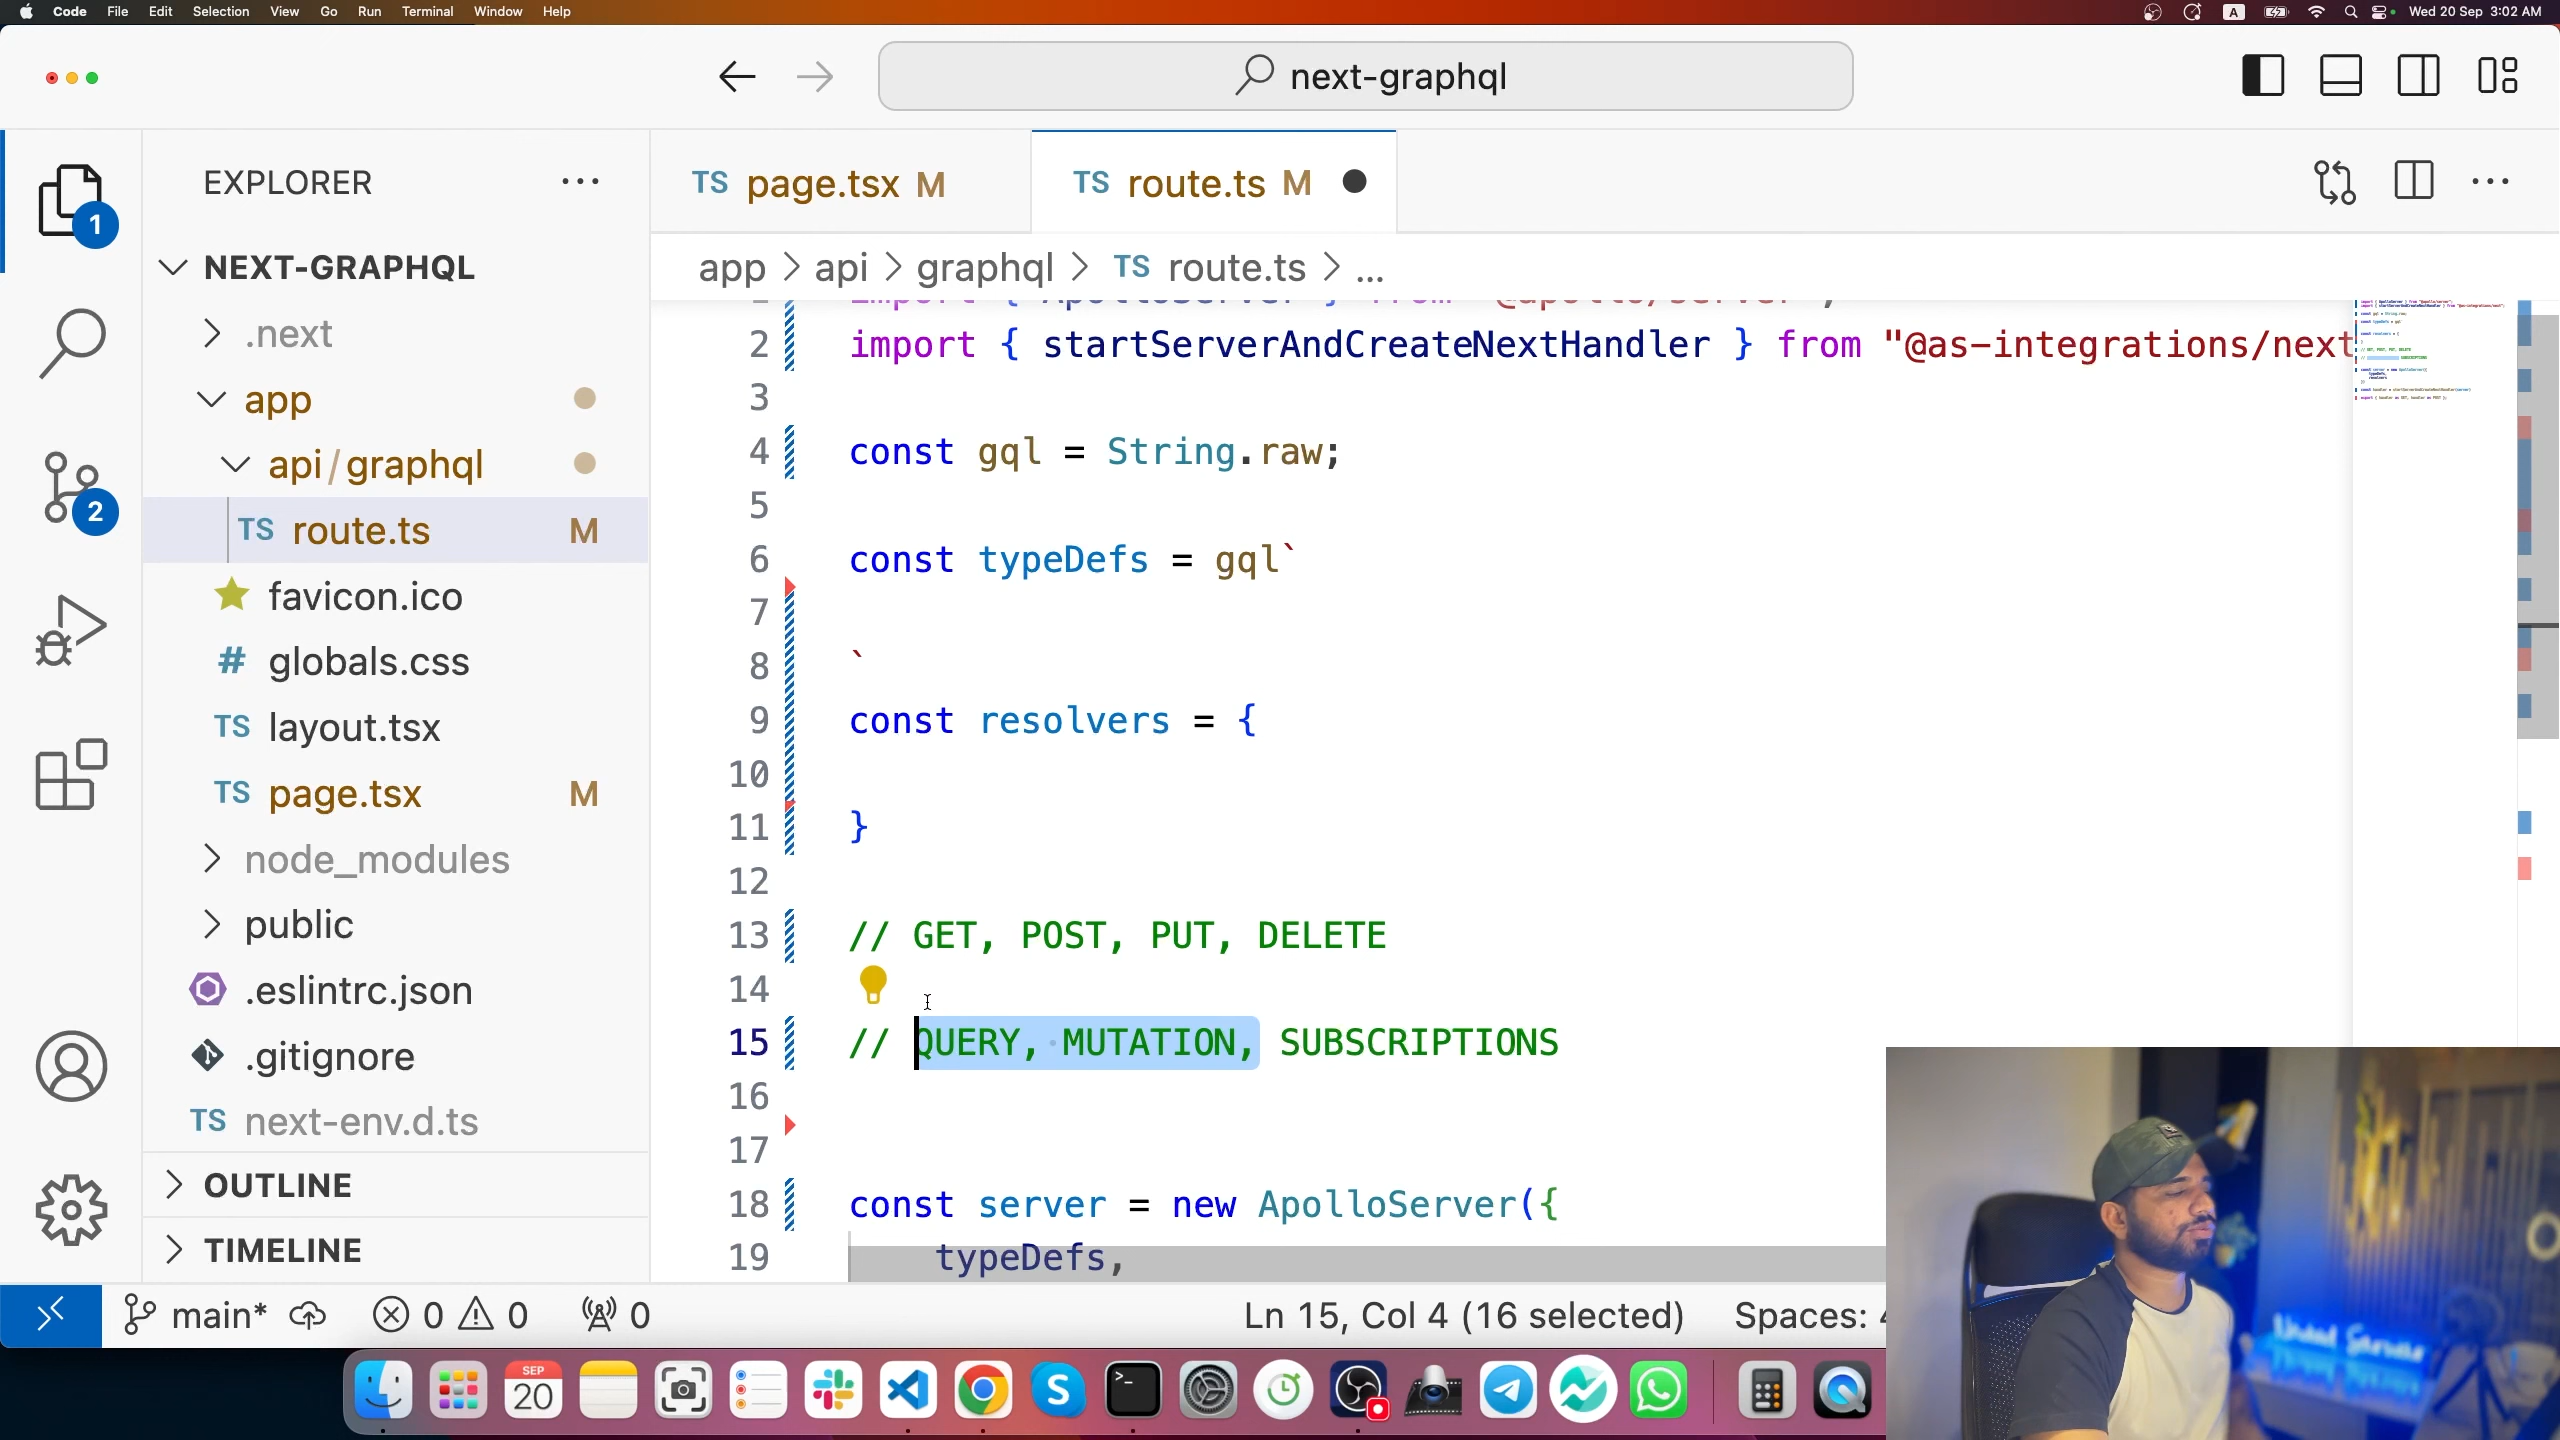 Code File Edit Selection View Go Run Terminal Window Help
A Wed 20 Sep 3:02 AM
next-graphql
EXPLORER
1
2
NEXT-GRAPHQL
.next
app
api/graphql
TS route.ts M
favicon.ico
# globals.css
TS layout.tsx
TS page.tsx M
node_modules
public
.eslintrc.json
.gitignore
TS next-env.d.ts
OUTLINE
TIMELINE
TS page.tsx M
TS route.ts M
app > api > graphql > TS route.ts > ...
2 import { startServerAndCreateNextHandler } from "@as-integrations/next
3
4 const gql = String.raw;
5
6 const typeDefs = gql`
7
8 `
9 const resolvers = {
10
11 }
12
13 // GET, POST, PUT, DELETE
14
15 // QUERY, MUTATION, SUBSCRIPTIONS
16
17
18 const server = new ApolloServer({
19 typeDefs,
main* 0 0 0
Ln 15, Col 4 (16 selected) Spaces:
SEP
20